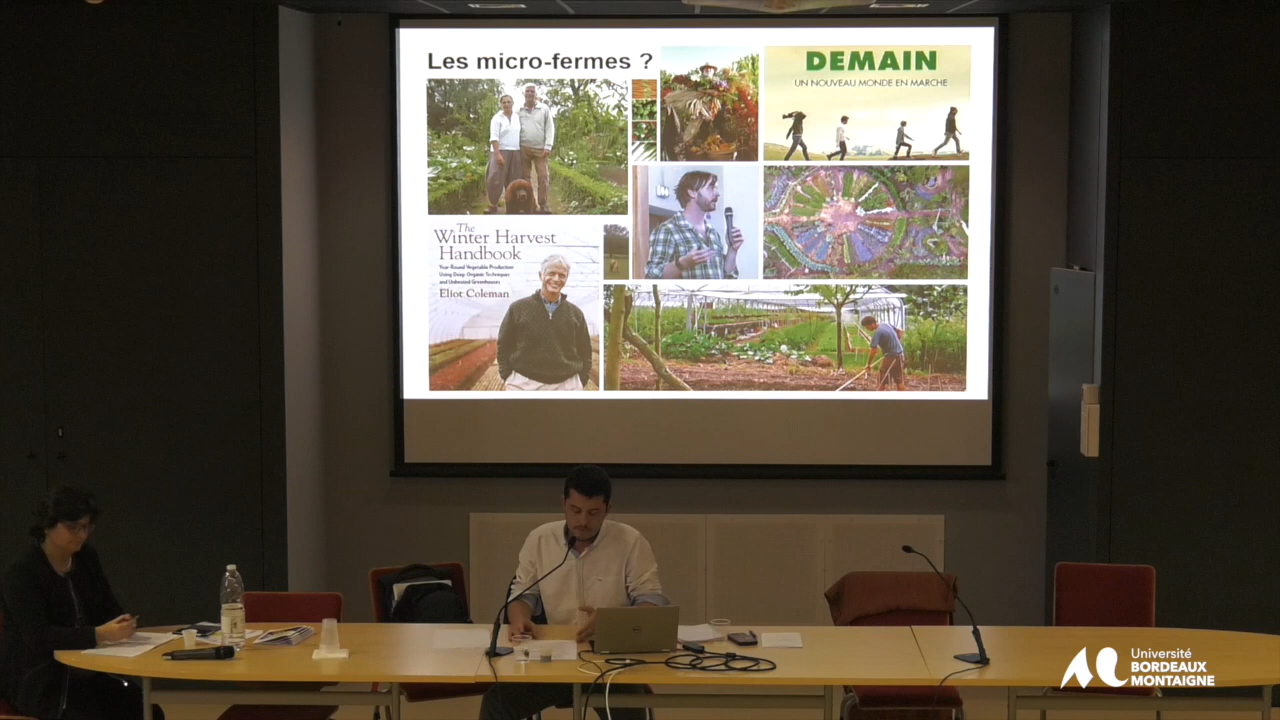 Les micro-fermes ?
DEMAIN
UN NOUVEAU MONDE EN MARCHE
The
Winter Harvest
Handbook
Year-Round Vegetable Production
Using Deep-Organic Techniques
and Unheated Greenhouses
Eliot Coleman
Université
BORDEAUX
MONTAIGNE